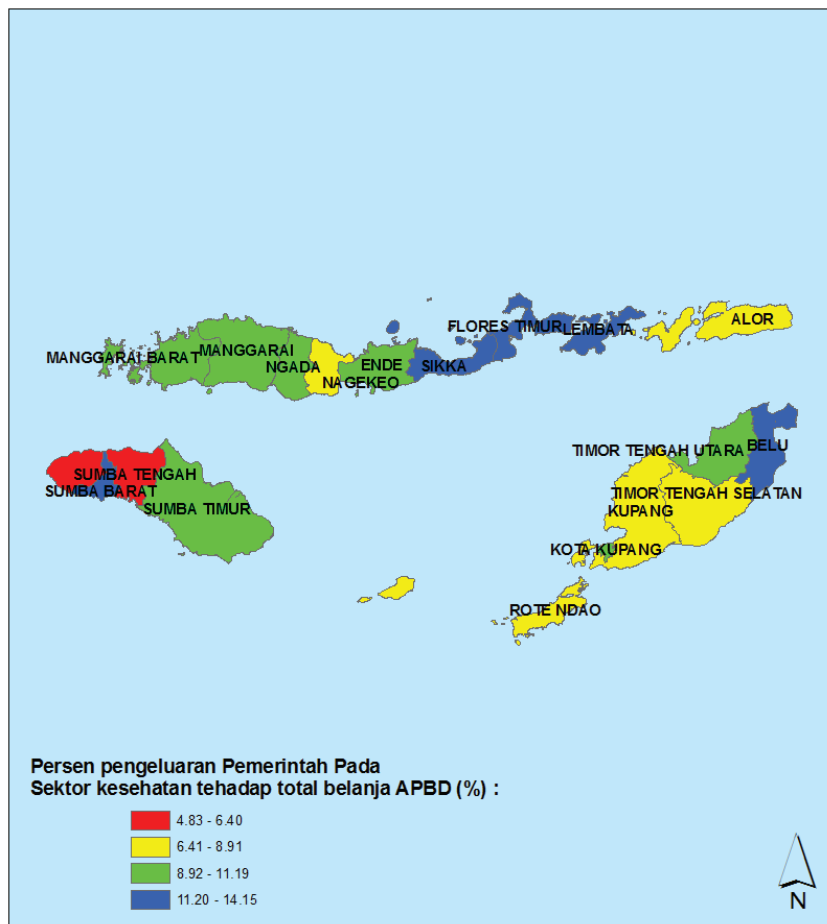 FLORES TIMUR
LEMBATA
ALOR
MANGGARAI BARAT
MANGGARAI
NGADA
ENDE
NAGEKEO
SIKKA
SUMBA TENGAH
SUMBA BARAT
SUMBA TIMUR
TIMOR TENGAH UTARA
BELU
TIMOR TENGAH SELATAN
KUPANG
KOTA KUPANG
ROTE NDAO
Persen pengeluaran Pemerintah Pada
Sektor kesehatan tehadap total belanja APBD (%) :
4.83 - 6.40
6.41 - 8.91
8.92 - 11.19
11.20 - 14.15
N